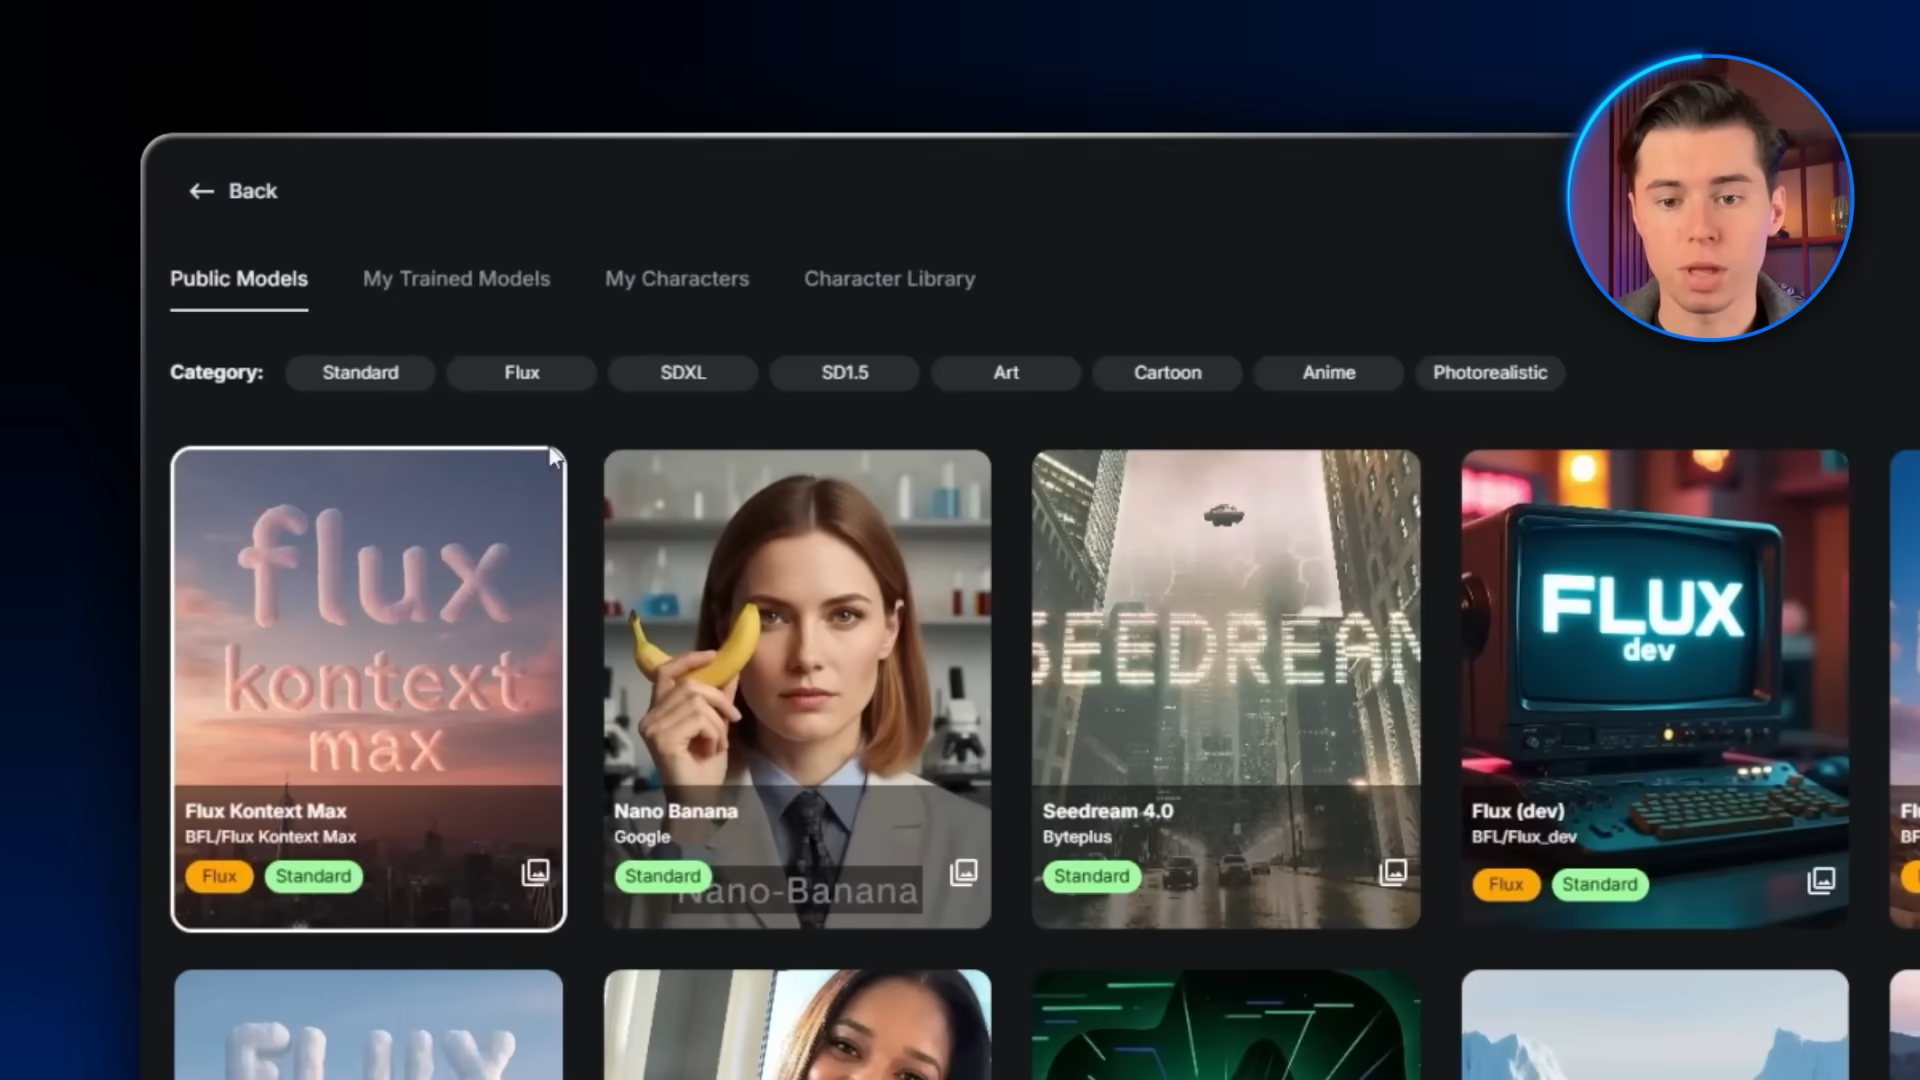 Back
Public Models My Trained Models My Characters Character Library
Category: Standard Flux SDXL SD1.5 Art Cartoon Anime Photorealistic
flux
kontext
max
Flux Kontext Max
BFL/Flux Kontext Max
Flux Standard
Nano Banana
Google
Standard
Nano-Banana
SEEDREAM
Seedream 4.0
Byteplus
Standard
FLUX
dev
Flux (dev)
BFL/Flux_dev
Flux Standard
FLUX